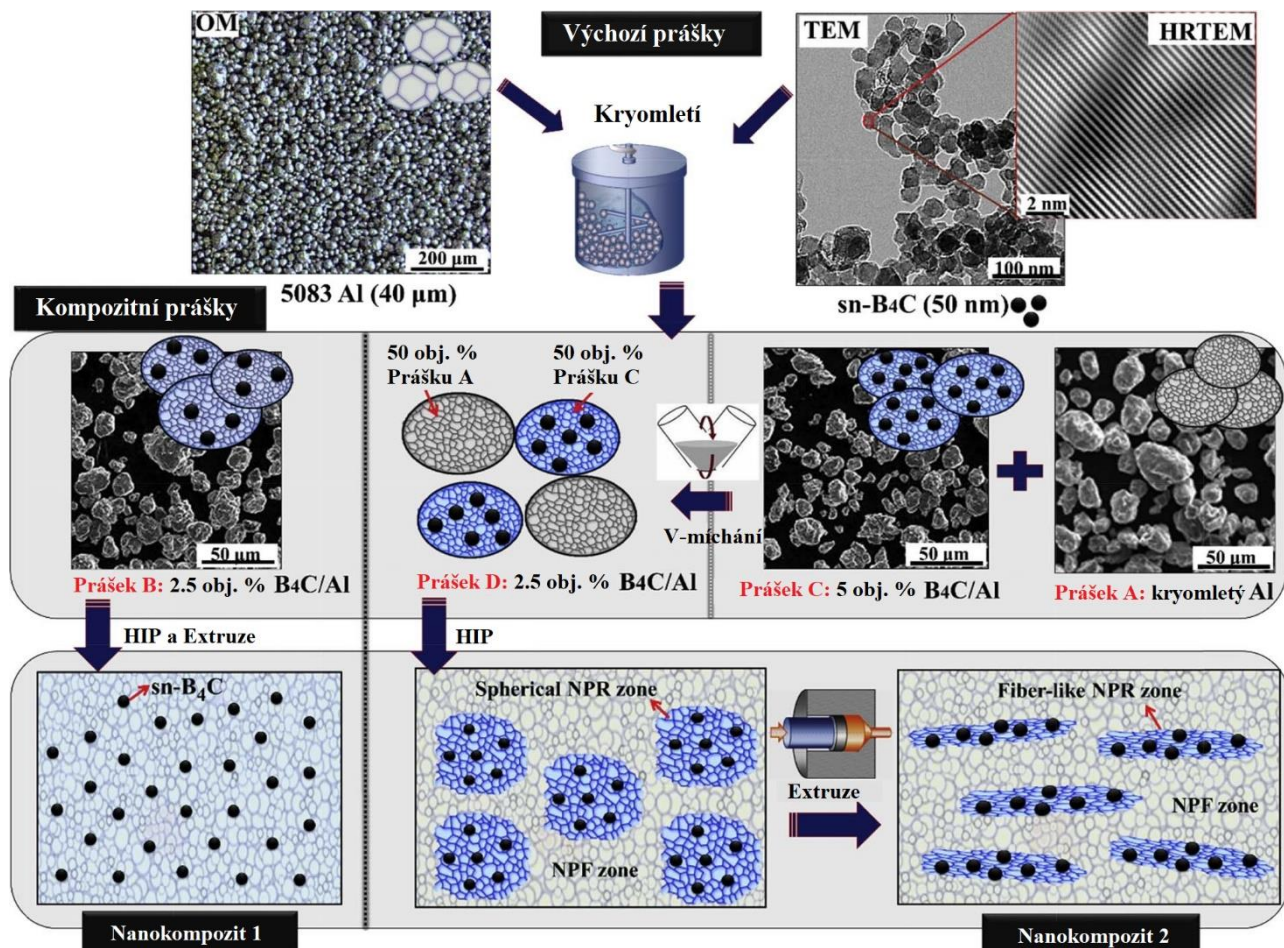 OM
Výchozí prášky
TEM
HRTEM
Kryomletí
2 nm
200 µm
100 nm
5083 Al (40 µm)
sn-B₄C (50 nm)
Kompozitní prášky
50 obj. %
Prášku A
50 obj. %
Prášku C
V-míchání
50 µm
50 µm
50 µm
Prášek B: 2.5 obj. % B₄C/Al
Prášek D: 2.5 obj. % B₄C/Al
Prášek C: 5 obj. % B₄C/Al
Prášek A: kryomletý Al
HIP a Extruze
HIP
sn-B₄C
Spherical NPR zone
NPF zone
Extruze
Fiber-like NPR zone
NPF zone
Nanokompozit 1
Nanokompozit 2